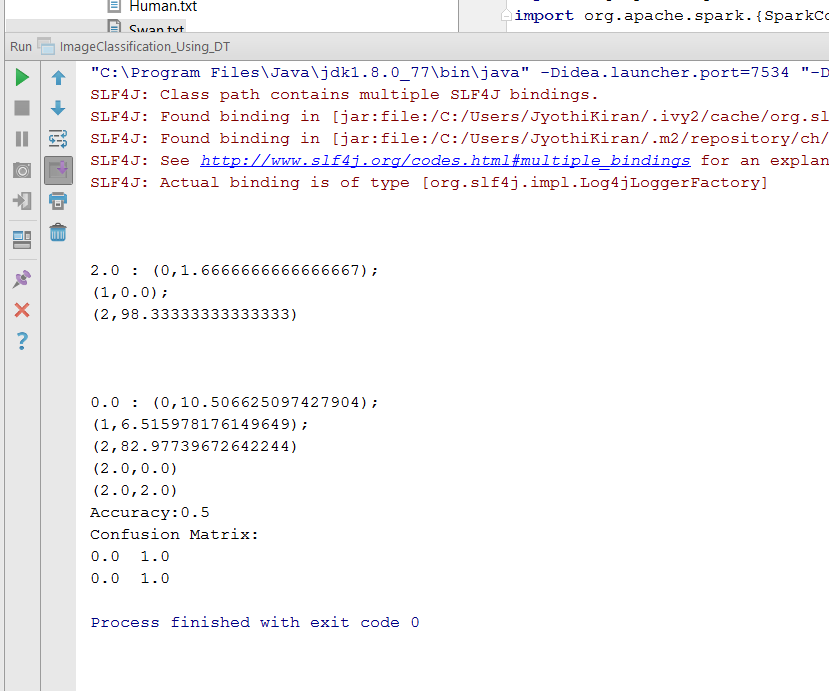 Human.txt
Swan.txt
import org.apache.spark.{SparkCo
Run ImageClassification_Using_DT
"C:\Program Files\Java\jdk1.8.0_77\bin\java" -Didea.launcher.port=7534 "-D
SLF4J: Class path contains multiple SLF4J bindings.
SLF4J: Found binding in [jar:file:/C:/Users/JyothiKiran/.ivy2/cache/org.sl
SLF4J: Found binding in [jar:file:/C:/Users/JyothiKiran/.m2/repository/ch/
SLF4J: See http://www.slf4j.org/codes.html#multiple_bindings for an explan
SLF4J: Actual binding is of type [org.slf4j.impl.Log4jLoggerFactory]
2.0 : (0,1.6666666666666667);
(1,0.0);
(2,98.33333333333333)
0.0 : (0,10.506625097427904);
(1,6.515978176149649);
(2,82.97739672642244)
(2.0,0.0)
(2.0,2.0)
Accuracy:0.5
Confusion Matrix:
0.0  1.0
0.0  1.0
Process finished with exit code 0